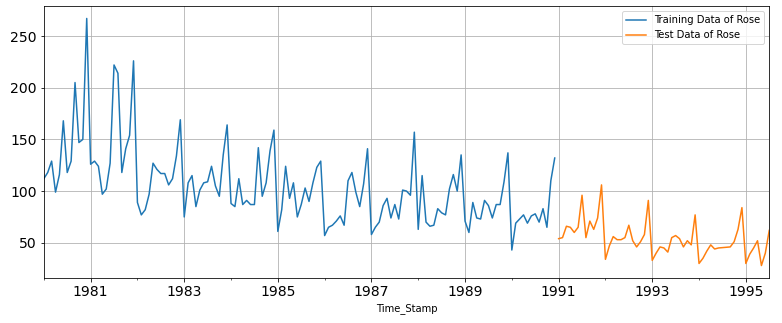 Training Data of Rose
Test Data of Rose
250
200
150
100
50
1981 1983 1985 1987 1989 1991 1993 1995
Time_Stamp